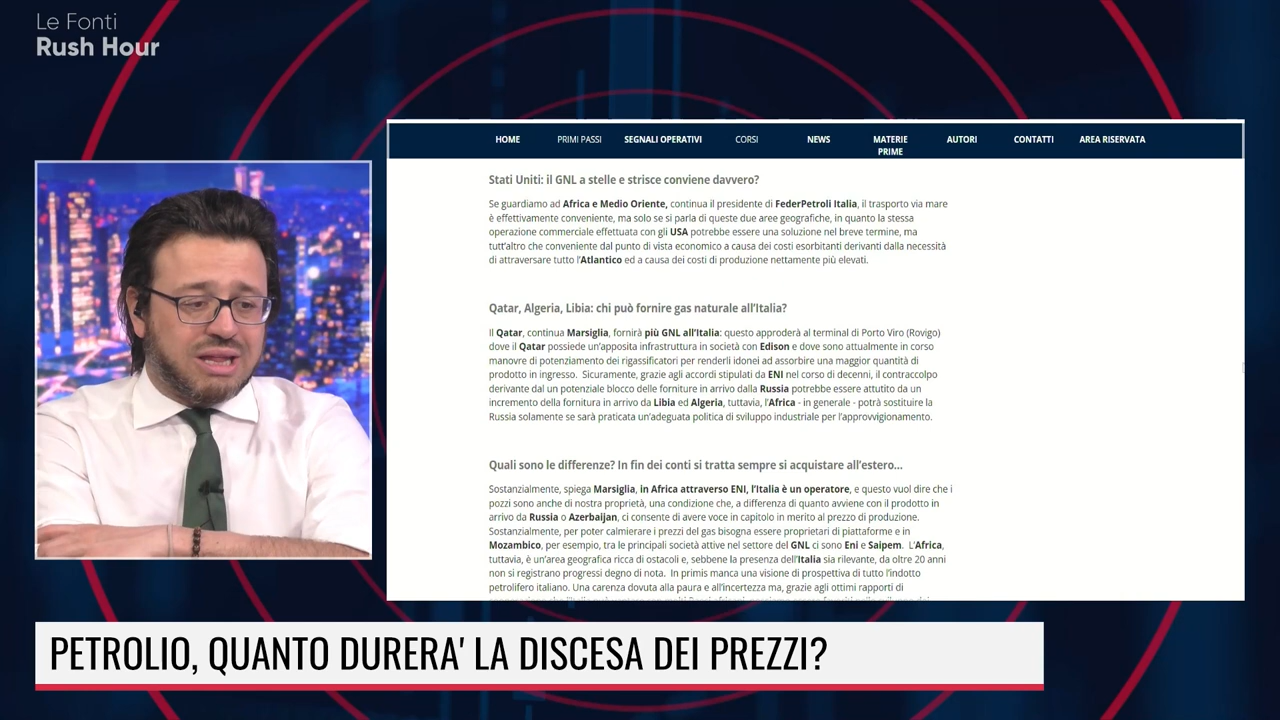 Le Fonti
Rush Hour
HOME PRIMI PASSI SEGNALI OPERATIVI CORSI NEWS MATERIE PRIME AUTORI CONTATTI AREA RISERVATA
Stati Uniti: il GNL a stelle e strisce conviene davvero?
Se guardiamo ad Africa e Medio Oriente, continua il presidente di FederPetroli Italia, il trasporto via mare
è effettivamente conveniente, ma solo se si parla di queste due aree geografiche, in quanto la stessa
operazione commerciale effettuata con gli USA potrebbe essere una soluzione nel breve termine, ma
tutt'altro che conveniente dal punto di vista economico a causa dei costi esorbitanti derivanti dalla necessità
di attraversare tutto l'Atlantico ed a causa dei costi di produzione nettamente più elevati.
Qatar, Algeria, Libia: chi può fornire gas naturale all'Italia?
Il Qatar, continua Marsiglia, fornirà più GNL all'Italia: questo approderà al terminal di Porto Viro (Rovigo)
dove il Qatar possiede un'apposita infrastruttura in società con Edison e dove sono attualmente in corso
manovre di potenziamento dei rigassificatori per renderli idonei ad assorbire una maggior quantità di
prodotto in ingresso. Sicuramente, grazie agli accordi stipulati da ENI nel corso di decenni, il contraccolpo
derivante dal un potenziale blocco delle forniture in arrivo dalla Russia potrebbe essere attutito da un
incremento della fornitura in arrivo da Libia ed Algeria, tuttavia, l'Africa - in generale - potrà sostituire la
Russia solamente se sarà praticata un'adeguata politica di sviluppo industriale per l'approvvigionamento.
Quali sono le differenze? In fin dei conti si tratta sempre si acquistare all'estero...
Sostanzialmente, spiega Marsiglia, in Africa attraverso ENI, l'Italia è un operatore, e questo vuol dire che i
pozzi sono anche di nostra proprietà, una condizione che, a differenza di quanto avviene con il prodotto in
arrivo da Russia o Azerbaijan, ci consente di avere voce in capitolo in merito al prezzo di produzione.
Sostanzialmente, per poter calmierare i prezzi del gas bisogna essere proprietari di piattaforme e in
Mozambico, per esempio, tra le principali società attive nel settore del GNL ci sono Eni e Saipem. L'Africa,
tuttavia, è un'area geografica ricca di ostacoli e, sebbene la presenza dell'Italia sia rilevante, da oltre 20 anni
non si registrano progressi degno di nota. In primis manca una visione di prospettiva di tutto l'indotto
petrolifero italiano. Una carenza dovuta alla paura e all'incertezza ma, grazie agli ottimi rapporti di
PETROLIO, QUANTO DURERA' LA DISCESA DEI PREZZI?